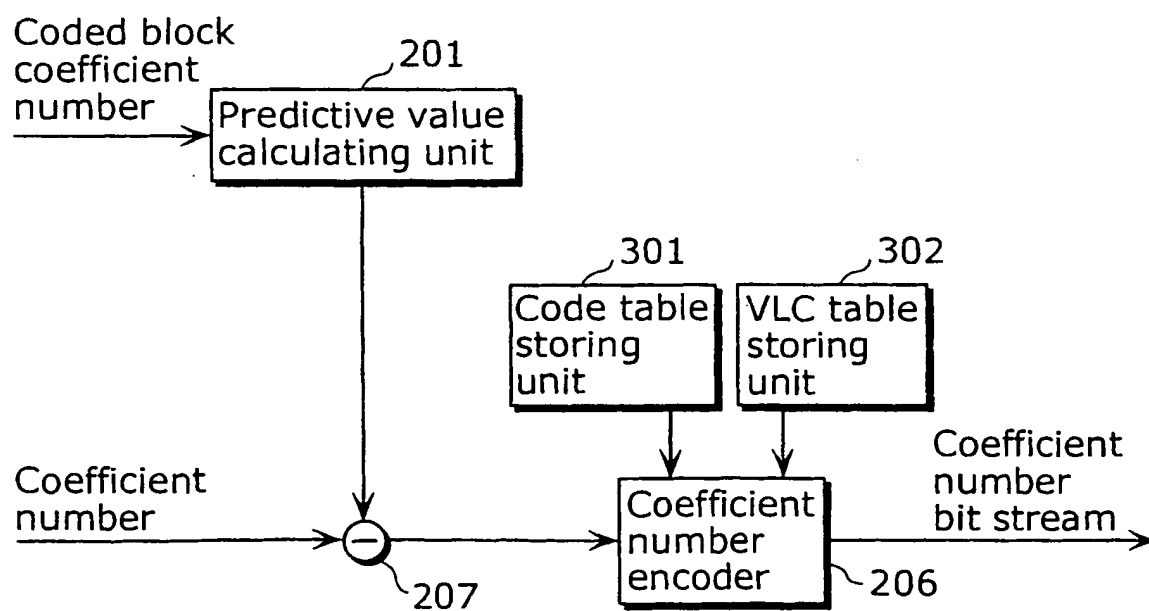 Coded block
coefficient
number
201
Predictive value
calculating unit
301
302
Code table
storing
unit
VLC table
storing
unit
Coefficient
number
−
207
Coefficient
number
encoder
206
Coefficient
number
bit stream